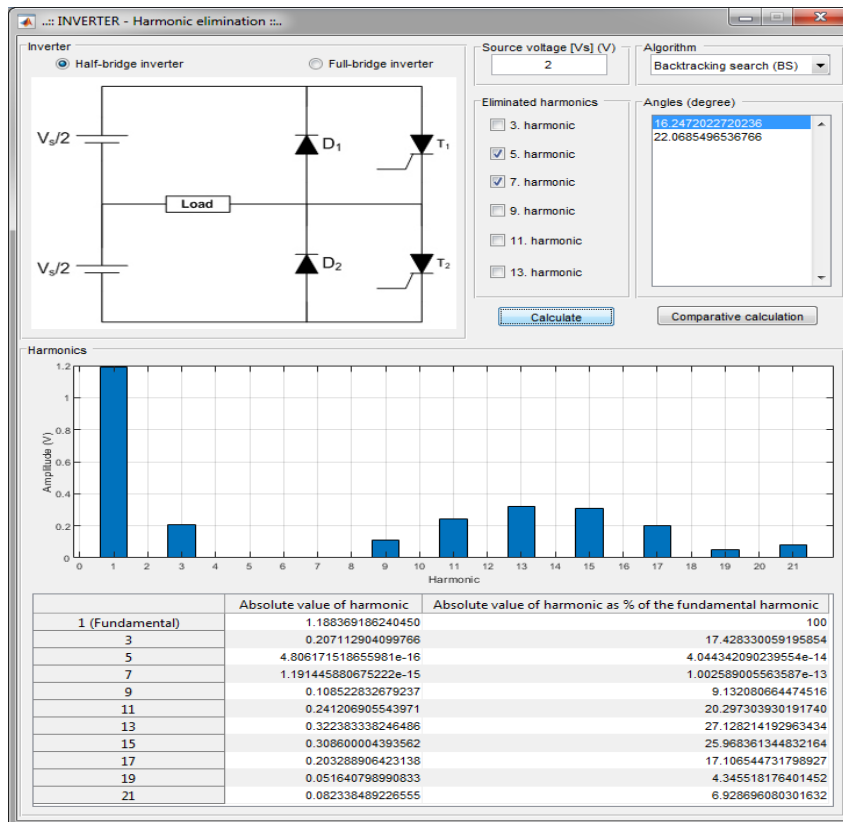 ..:: INVERTER - Harmonic elimination ::..
Inverter
Half-bridge inverter
Full-bridge inverter
Vs/2
D1
T1
Load
Vs/2
D2
T2
Source voltage [Vs] (V)
2
Algorithm
Backtracking search (BS)
Eliminated harmonics
3. harmonic
5. harmonic
7. harmonic
9. harmonic
11. harmonic
13. harmonic
Angles (degree)
16.2472022720236
22.0685496536766
Calculate
Comparative calculation
Harmonics
1.2
1
0.8
0.6
0.4
0.2
0
Amplitude (V)
0 1 2 3 4 5 6 7 8 9 10 11 12 13 14 15 16 17 18 19 20 21
Harmonic
Absolute value of harmonic Absolute value of harmonic as % of the fundamental harmonic
1 (Fundamental) 1.188369186240450 100
3 0.207112904099766 17.428330059195854
5 4.806171518655981e-16 4.044342090239554e-14
7 1.191445880675222e-15 1.002589005563587e-13
9 0.108522832679237 9.132080664474516
11 0.241206905543971 20.297303930191740
13 0.322383338246486 27.128214192963434
15 0.308600004393562 25.968361344832164
17 0.203288906423138 17.106544731798927
19 0.051640798990833 4.345518176401452
21 0.082338489226555 6.928696080301632